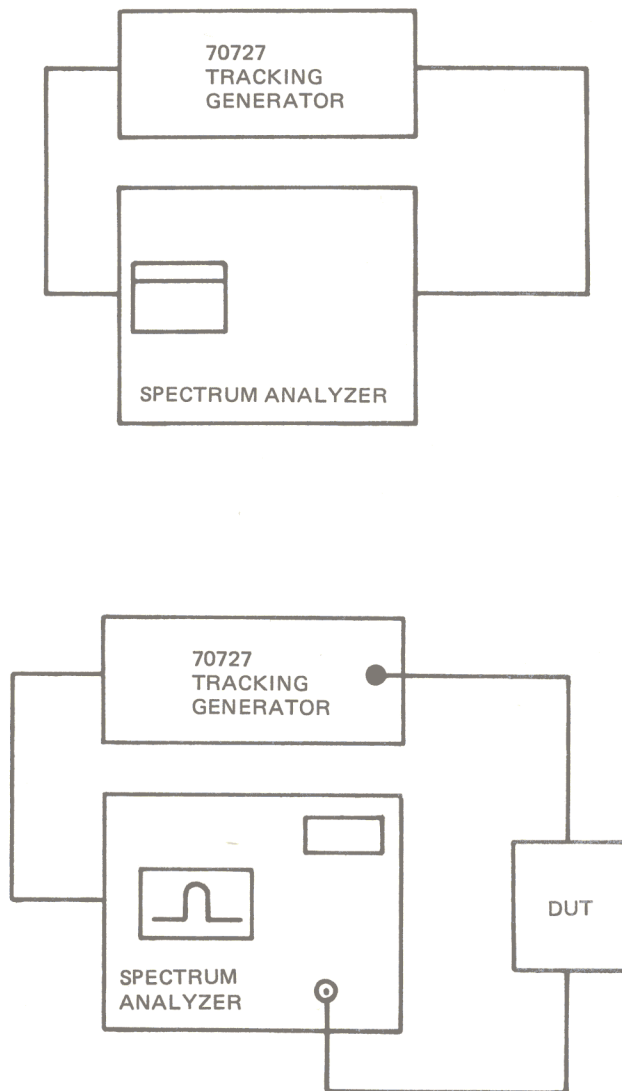 70727
TRACKING
GENERATOR
SPECTRUM ANALYZER
70727
TRACKING
GENERATOR
DUT
SPECTRUM
ANALYZER